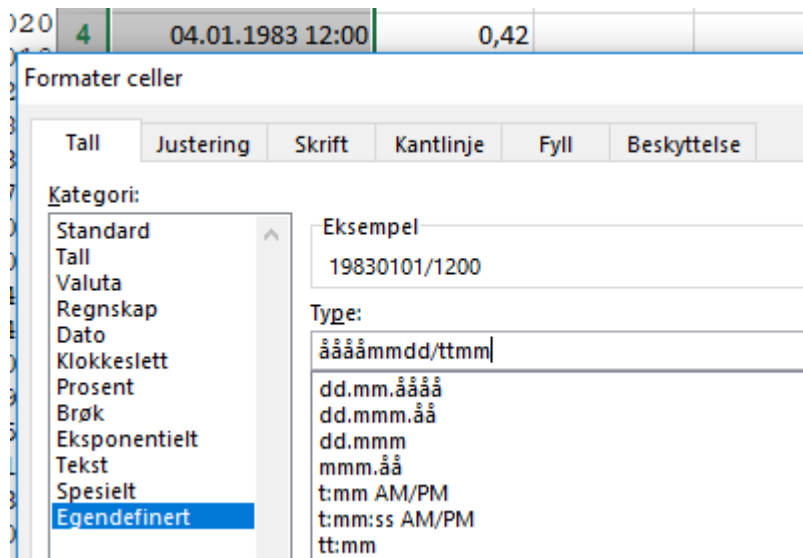 020 4 04.01.1983 12:00 0,42
Formater celler
Tall Justering Skrift Kantlinje Fyll Beskyttelse
Kategori:
Standard
Tall
Valuta
Regnskap
Dato
Klokkeslett
Prosent
Brøk
Eksponentielt
Tekst
Spesielt
Egendefinert
Eksempel
19830101/1200
Type:
ååååmmdd/ttmm
dd.mm.åååå
dd.mmm.åå
dd.mmm
mmm.åå
t:mm AM/PM
t:mm:ss AM/PM
tt:mm